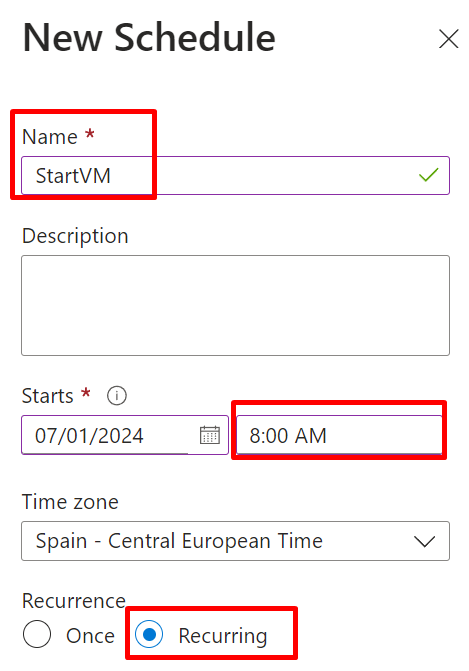 New Schedule
Name *
StartVM
Description
Starts *
07/01/2024 8:00 AM
Time zone
Spain - Central European Time
Recurrence
Once Recurring